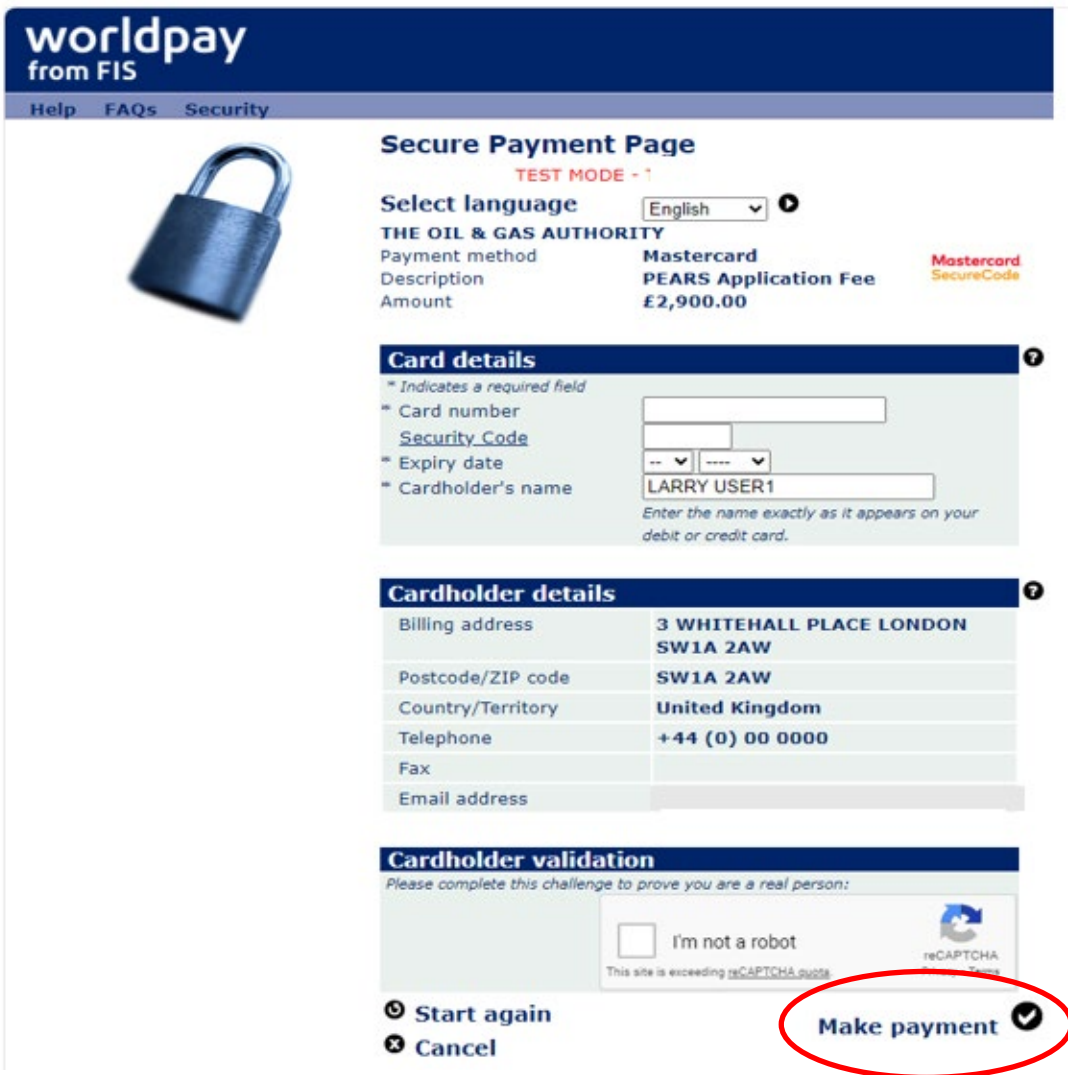 worldpay
from FIS
Help FAQs Security
Secure Payment Page
TEST MODE -
Select language English
THE OIL & GAS AUTHORITY
Payment method Mastercard
Mastercard
SecureCode
Description PEARS Application Fee
Amount £2,900.00
Card details
* Indicates a required field
* Card number
Security Code
* Expiry date -- ----
* Cardholder's name LARRY USER1
Enter the name exactly as it appears on your
debit or credit card.
Cardholder details
Billing address 3 WHITEHALL PLACE LONDON
SW1A 2AW
Postcode/ZIP code SW1A 2AW
Country/Territory United Kingdom
Telephone +44 (0) 00 0000
Fax
Email address
Cardholder validation
Please complete this challenge to prove you are a real person:
I'm not a robot
reCAPTCHA
This site is exceeding reCAPTCHA quota.
Privacy - Terms
Start again
Make payment
Cancel